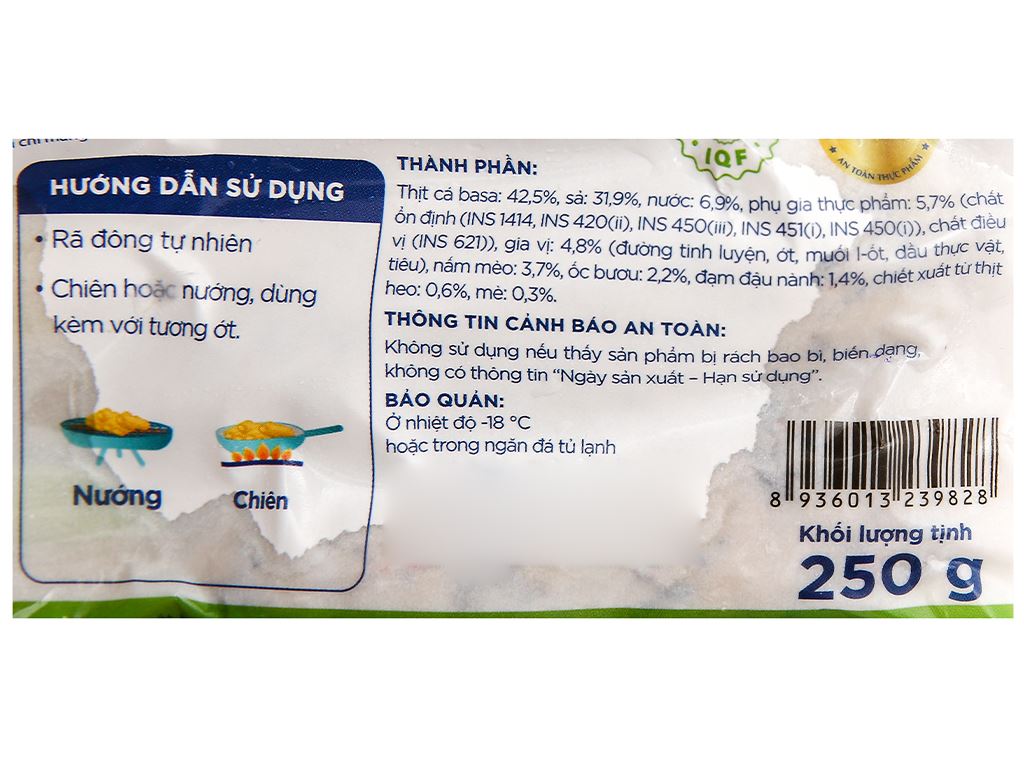 IQF
AN TOÀN THỰC PHẨM
HƯỚNG DẪN SỬ DỤNG
• Rã đông tự nhiên
• Chiên hoặc nướng, dùng
kèm với tương ớt.
Nướng
Chiên
THÀNH PHẦN:
Thịt cá basa: 42,5%, sả: 31,9%, nước: 6,9%, phụ gia thực phẩm: 5,7% (chất
ổn định (INS 1414, INS 420(ii), INS 450(iii), INS 451(i), INS 450(i)), chất điều
vị (INS 621)), gia vị: 4,8% (đường tinh luyện, ớt, muối I-ốt, dầu thực vật,
tiêu), nấm mèo: 3,7%, ốc bươu: 2,2%, đạm đậu nành: 1,4%, chiết xuất từ thịt
heo: 0,6%, mè: 0,3%.
THÔNG TIN CẢNH BÁO AN TOÀN:
Không sử dụng nếu thấy sản phẩm bị rách bao bì, biến dạng,
không có thông tin “Ngày sản xuất – Hạn sử dụng”.
BẢO QUẢN:
Ở nhiệt độ -18 °C
hoặc trong ngăn đá tủ lạnh
8 936013 239828
Khối lượng tịnh
250 g